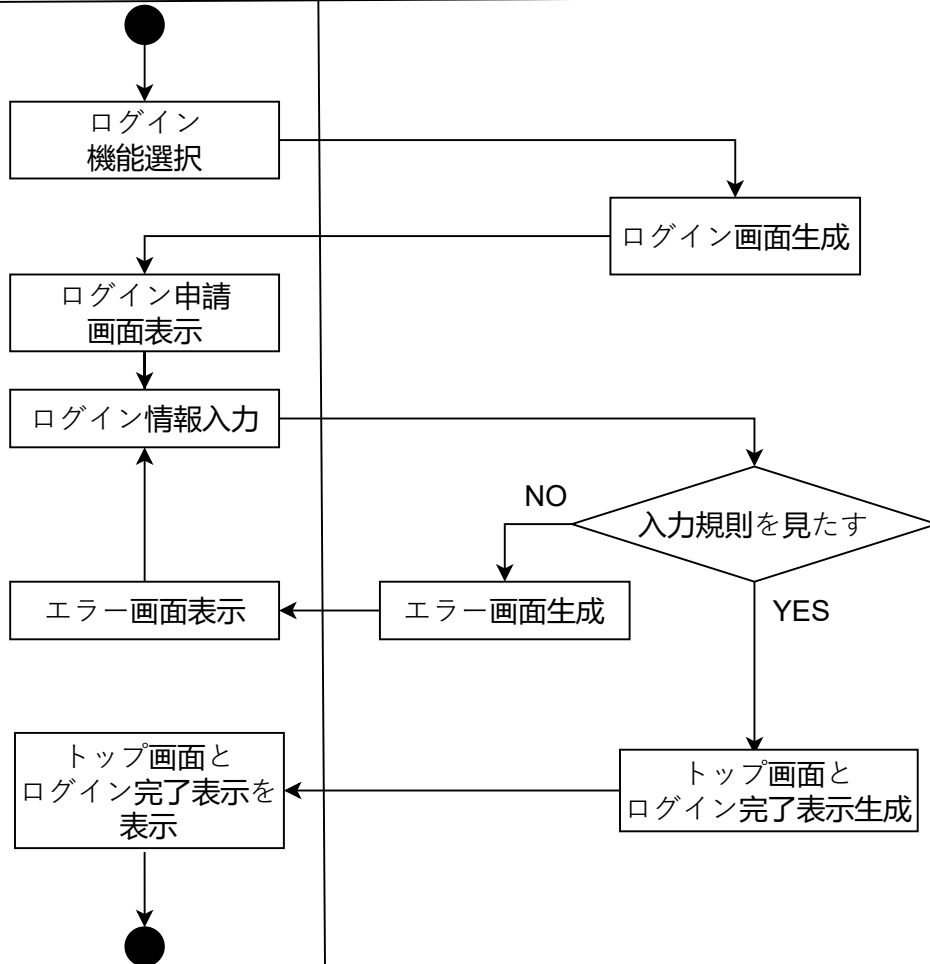 ログイン
機能選択
ログイン画面生成
ログイン申請
画面表示
ログイン情報入力
NO
入力規則を見たす
エラー画面表示
エラー画面生成
YES
トップ画面と
ログイン完了表示を
表示
トップ画面と
ログイン完了表示生成